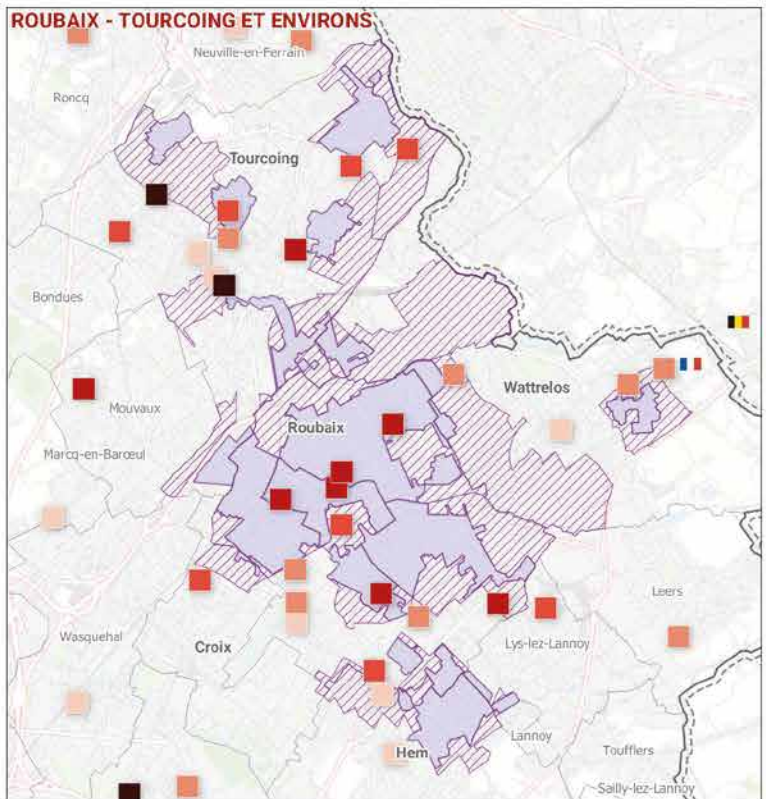 ROUBAIX - TOURCOING ET ENVIRONS
Neuville-en-Ferrain
Roncq
Tourcoing
Bondues
Wattrelos
Mouvaux
Roubaix
Marcq-en-Barœul
Leers
Wasquehal
Croix
Lys-lez-Lannoy
Lannoy
Hem
Toufflers
Sailly-lez-Lannoy